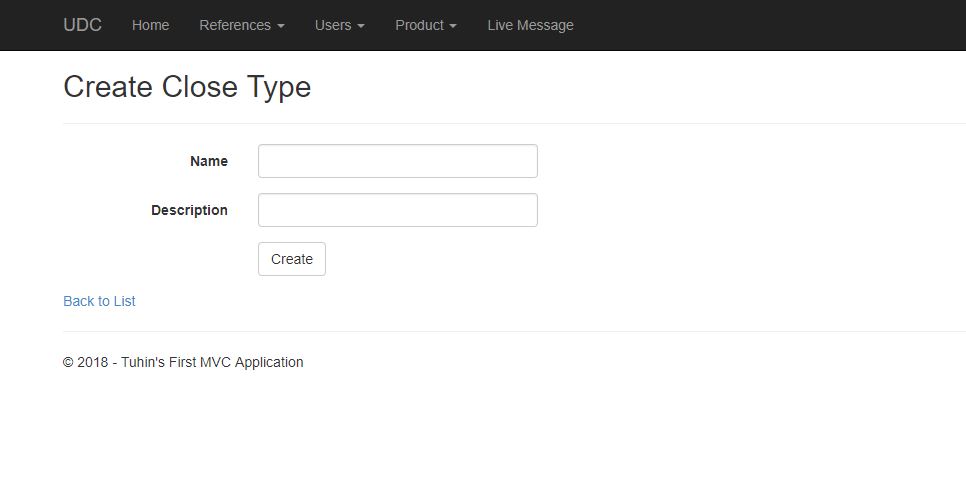 UDC Home References Users Product Live Message
Create Close Type
Name
Description
Create
Back to List
© 2018 - Tuhin's First MVC Application